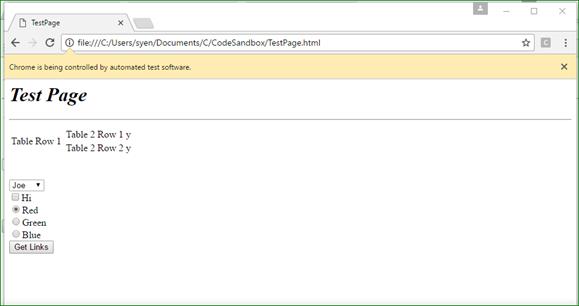 TestPage
file:///C:/Users/syen/Documents/C/CodeSandbox/TestPage.html
C
Chrome is being controlled by automated test software.
Test Page
Table Row 1
Table 2 Row 1 y
Table 2 Row 2 y
Joe
Hi
Red
Green
Blue
Get Links